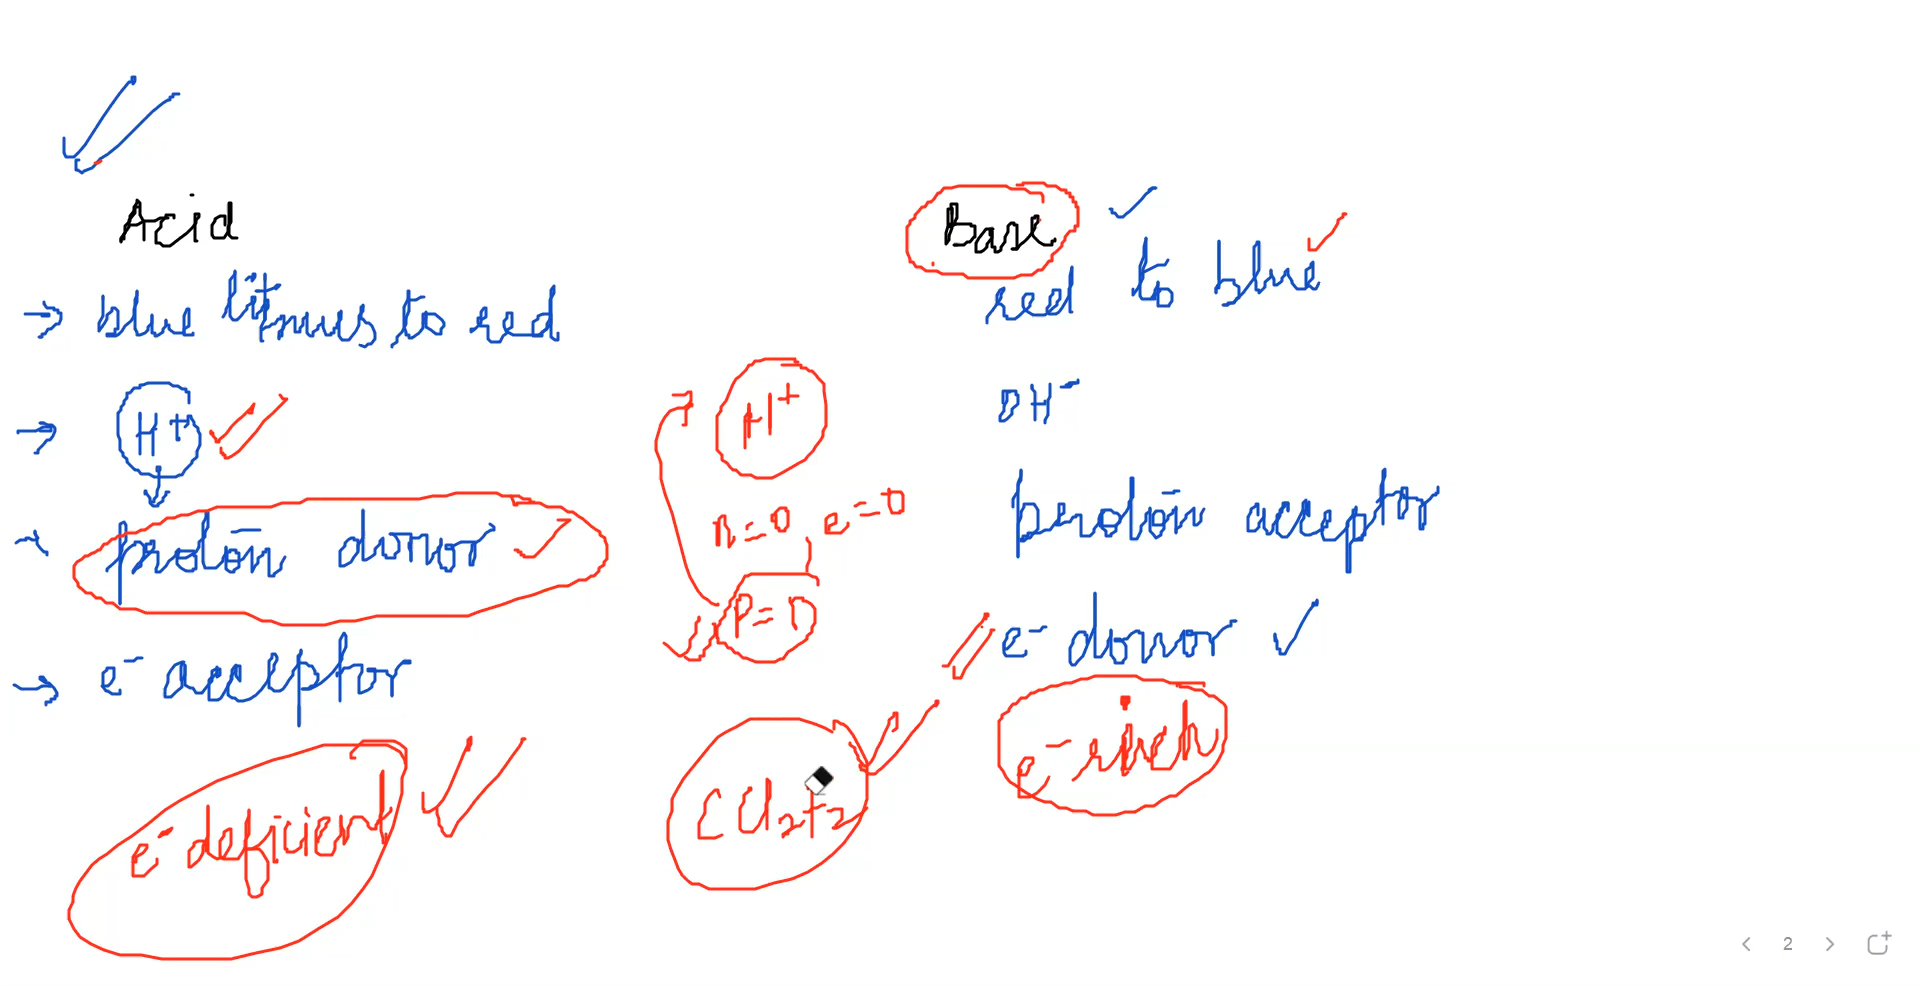 Acid
→ blue litmus to red
→ H+
proton donor
→ e- acceptor
e- deficient
H+
n=0 e=0
P=1
CCl2F2
Base
red to blue
OH-
proton acceptor
e- donor
e- rich
2